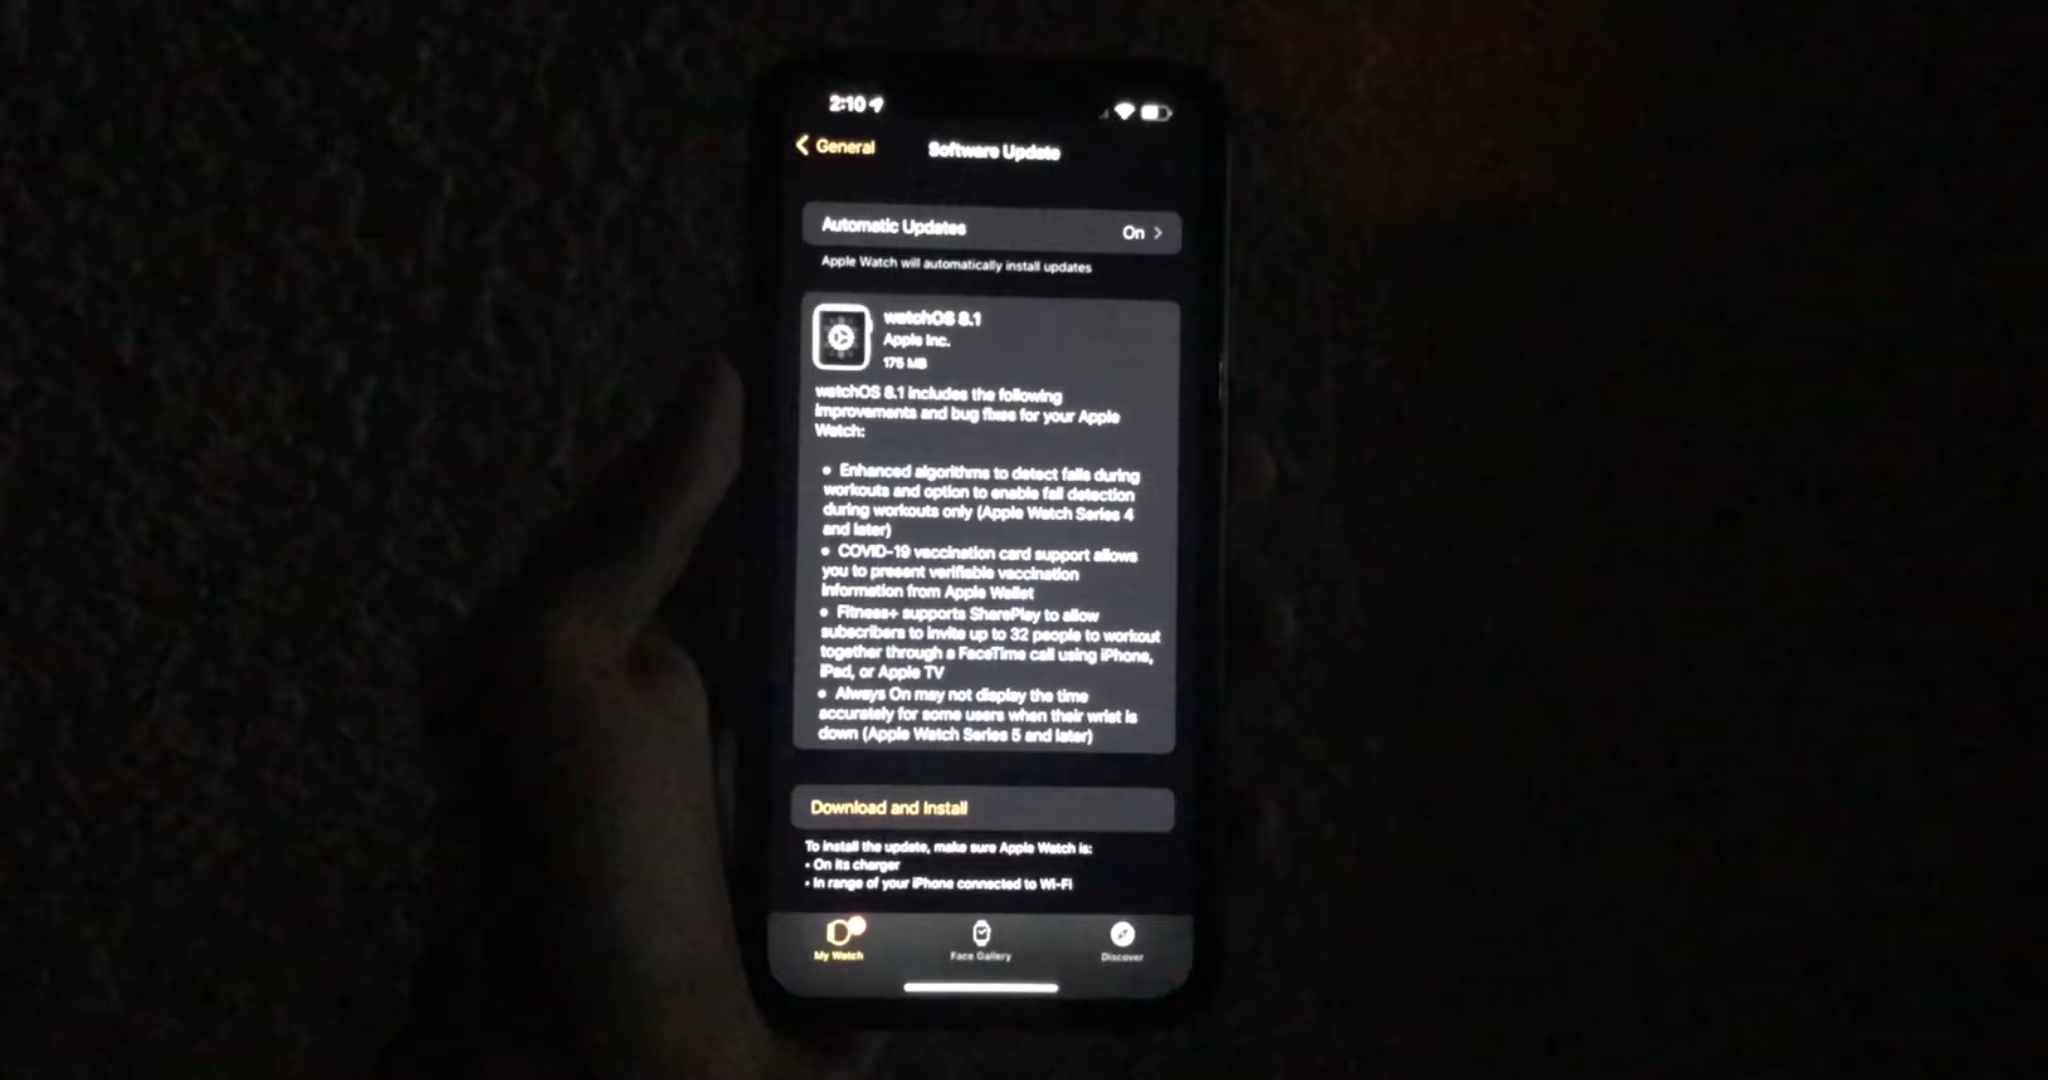 2:10
General
Software Update
Automatic Updates
On
Apple Watch will automatically install updates
watchOS 8.1
Apple Inc.
175 MB
watchOS 8.1 includes the following
improvements and bug fixes for your Apple
Watch:
• Enhanced algorithms to detect falls during
workouts and option to enable fall detection
during workouts only (Apple Watch Series 4
and later)
• COVID-19 vaccination card support allows
you to present verifiable vaccination
information from Apple Wallet
• Fitness+ supports SharePlay to allow
subscribers to invite up to 32 people to workout
together through a FaceTime call using iPhone,
iPad, or Apple TV
• Always On may not display the time
accurately for some users when their wrist is
down (Apple Watch Series 5 and later)
Download and Install
To install the update, make sure Apple Watch is:
• On its charger
• In range of your iPhone connected to Wi-Fi
My Watch
Face Gallery
Discover